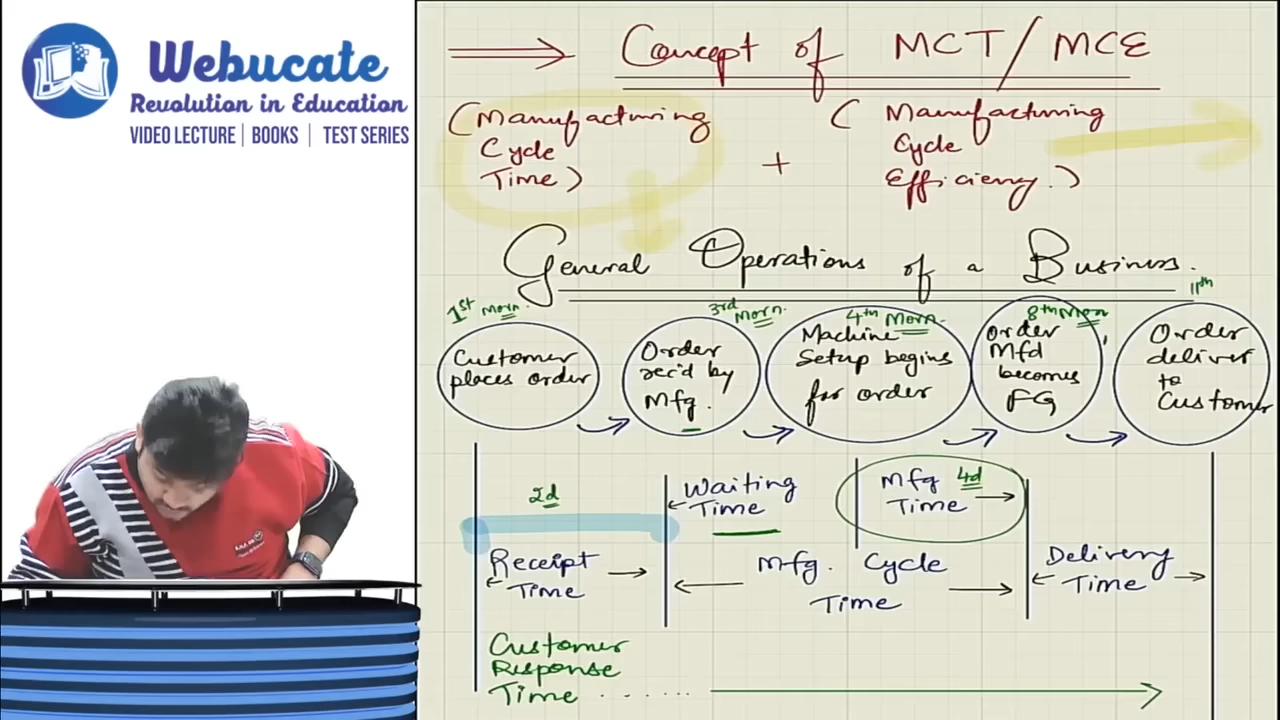 Webucate
Revolution in Education
VIDEO LECTURE | BOOKS | TEST SERIES
Concept of MCT / MCE
(Manufacturing
Cycle
Time)
+
( Manufacturing
Cycle
Efficiency.)
General Operations of a Business.
1st Morn.
3rd Morn.
4th Morn.
8th Mon
11th
Customer
places order
Order
rec'd by
Mfg.
Machine
Setup begins
for order
Order
Mfd
becomes
FG
Order
deliver
to
Customer
2d
Waiting
Time
Mfg 4d
Time
Receipt
Time
Mfg. Cycle
Time
Delivery
Time
Customer
Response
Time